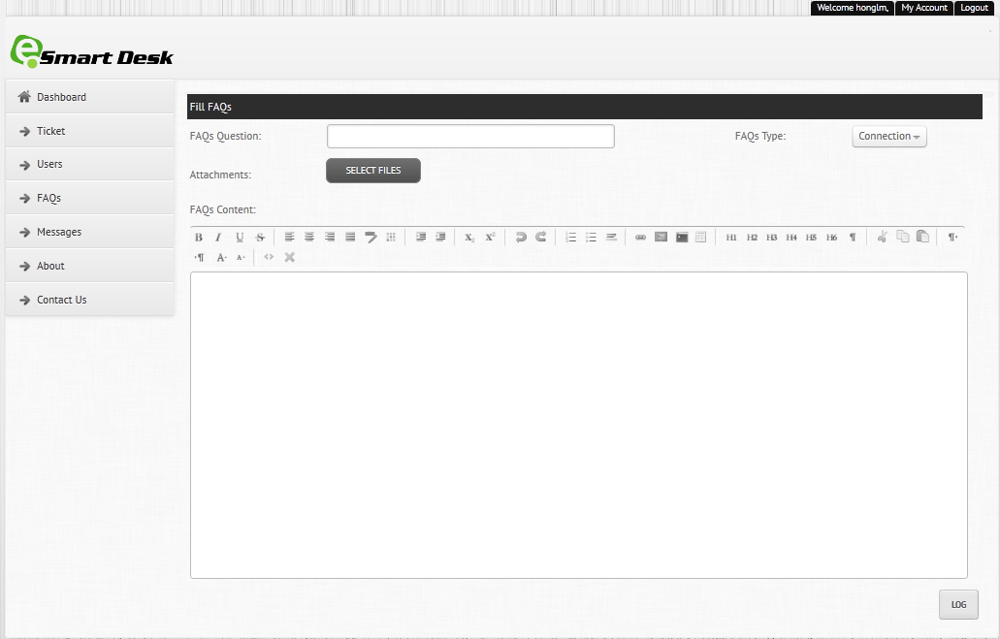 Welcome honglm, My Account Logout
e Smart Desk
Dashboard
Ticket
Users
FAQs
Messages
About
Contact Us
Fill FAQs
FAQs Question: FAQs Type: Connection
Attachments: SELECT FILES
FAQs Content:
B I U S X₂ X² H1 H2 H3 H4 H5 H6 ¶ ¶
¶ A A <>
LOG